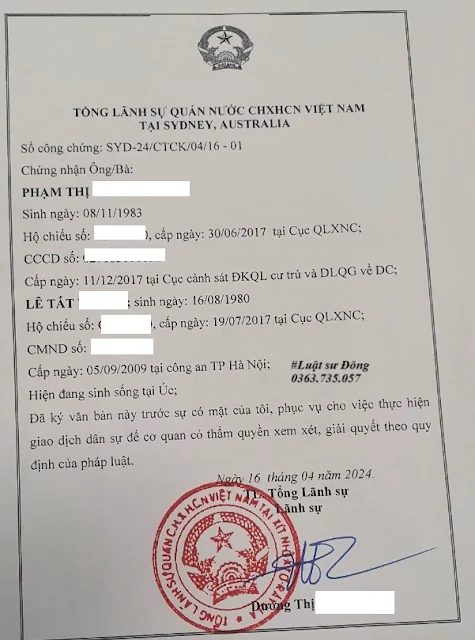 TỔNG LÃNH SỰ QUÁN NƯỚC CHXHCN VIỆT NAM
TẠI SYDNEY, AUSTRALIA
Số công chứng: SYD-24/CTCK/04/16 - 01
Chứng nhận Ông/Bà:
PHẠM THỊ
Sinh ngày: 08/11/1983
Hộ chiếu số: , cấp ngày: 30/06/2017 tại Cục QLXNC;
CCCD số:
Cấp ngày: 11/12/2017 tại Cục cảnh sát ĐKQL cư trú và DLQG về DC;
LÊ TẤT ; sinh ngày: 16/08/1980
Hộ chiếu số: , cấp ngày: 19/07/2017 tại Cục QLXNC;
CMND số:
Cấp ngày: 05/09/2009 tại công an TP Hà Nội;
#Luật sư Đông
0363.735.057
Hiện đang sinh sống tại Úc;
Đã ký văn bản này trước sự có mặt của tôi, phục vụ cho việc thực hiện
giao dịch dân sự để cơ quan có thẩm quyền xem xét, giải quyết theo quy
định của pháp luật.
Ngày 16 tháng 04 năm 2024
TL. Tổng Lãnh sự
Lãnh sự
TỔNG LÃNH SỰ QUÁN C.H.X.H.C.N VIỆT NAM TẠI
Dương Thị